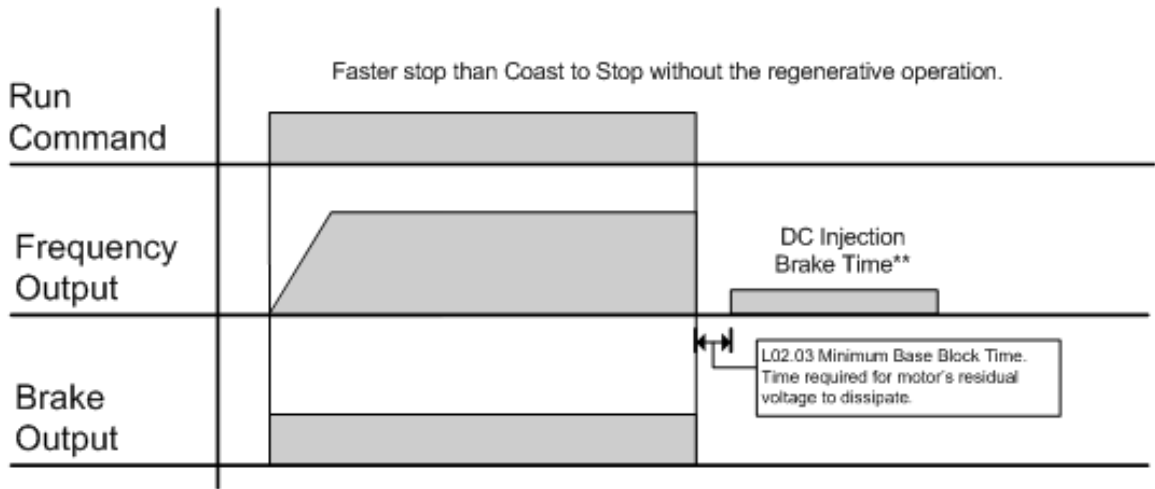 Faster stop than Coast to Stop without the regenerative operation.
Run
Command
Frequency
Output
DC Injection
Brake Time**
L02.03 Minimum Base Block Time.
Time required for motor's residual
voltage to dissipate.
Brake
Output